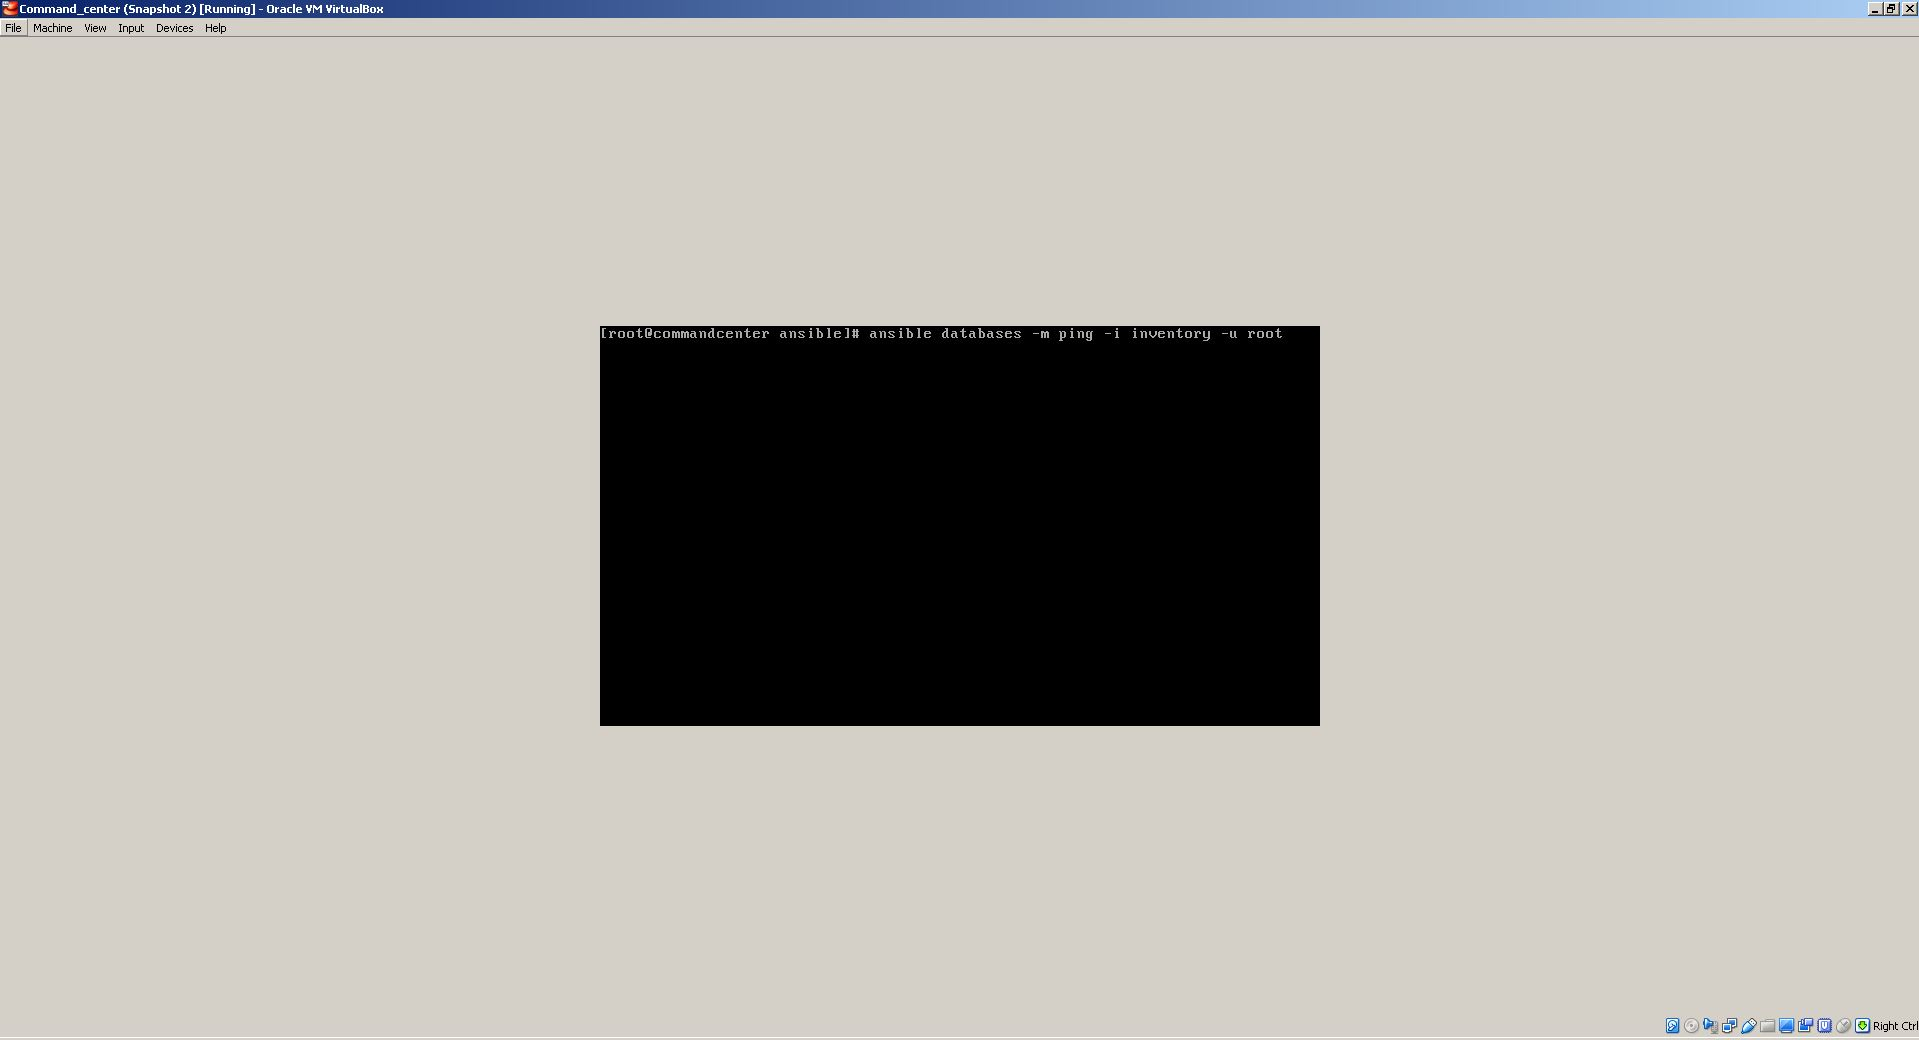 Command_center (Snapshot 2) [Running] - Oracle VM VirtualBox
File Machine View Input Devices Help
[root@commandcenter ansible]# ansible databases -m ping -i inventory -u root
Right Ctrl